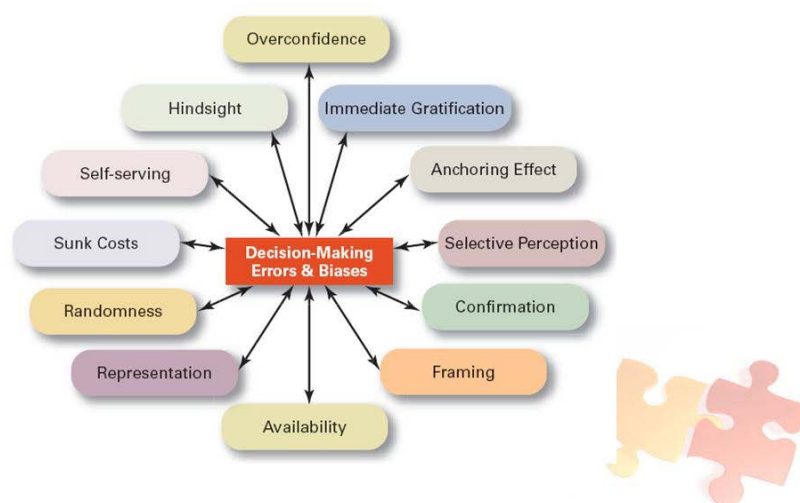 Overconfidence
Hindsight
Immediate Gratification
Self-serving
Anchoring Effect
Sunk Costs
Decision-Making
Errors & Biases
Selective Perception
Randomness
Confirmation
Representation
Framing
Availability